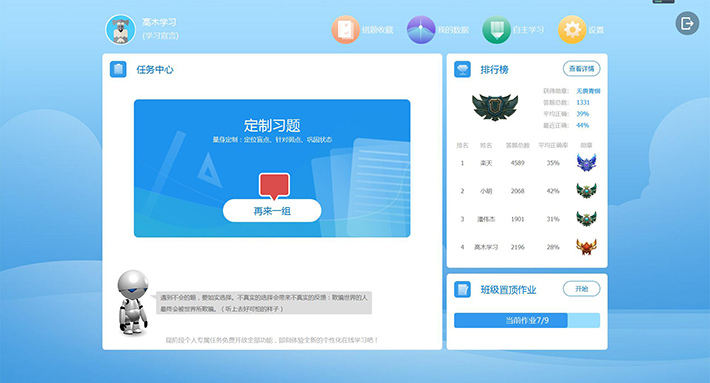 高木学习
(学习宣言)
错题收藏
我的数据
自主学习
设置
任务中心
定制习题
量身定制：定位盲点、针对弱点、巩固状态
再来一组
遇到不会的题，要如实选择。不真实的选择会带来不真实的反馈：欺骗世界的人
最终会被世界所欺骗。（听上去好可怕的样子）
现阶段个人专属任务免费开放全部功能，即刻体验全新的个性化在线学习吧！
排行榜
查看详情
获得勋章： 无畏青铜
答题总数： 1331
平均正确： 39%
最近正确： 44%
排名 姓名 答题总数 平均正确率 勋章
1 栾天 4589 35%
2 小胡 2068 42%
3 潘伟杰 1901 31%
4 高木学习 2196 28%
班级置顶作业
开始
当前作业7/9